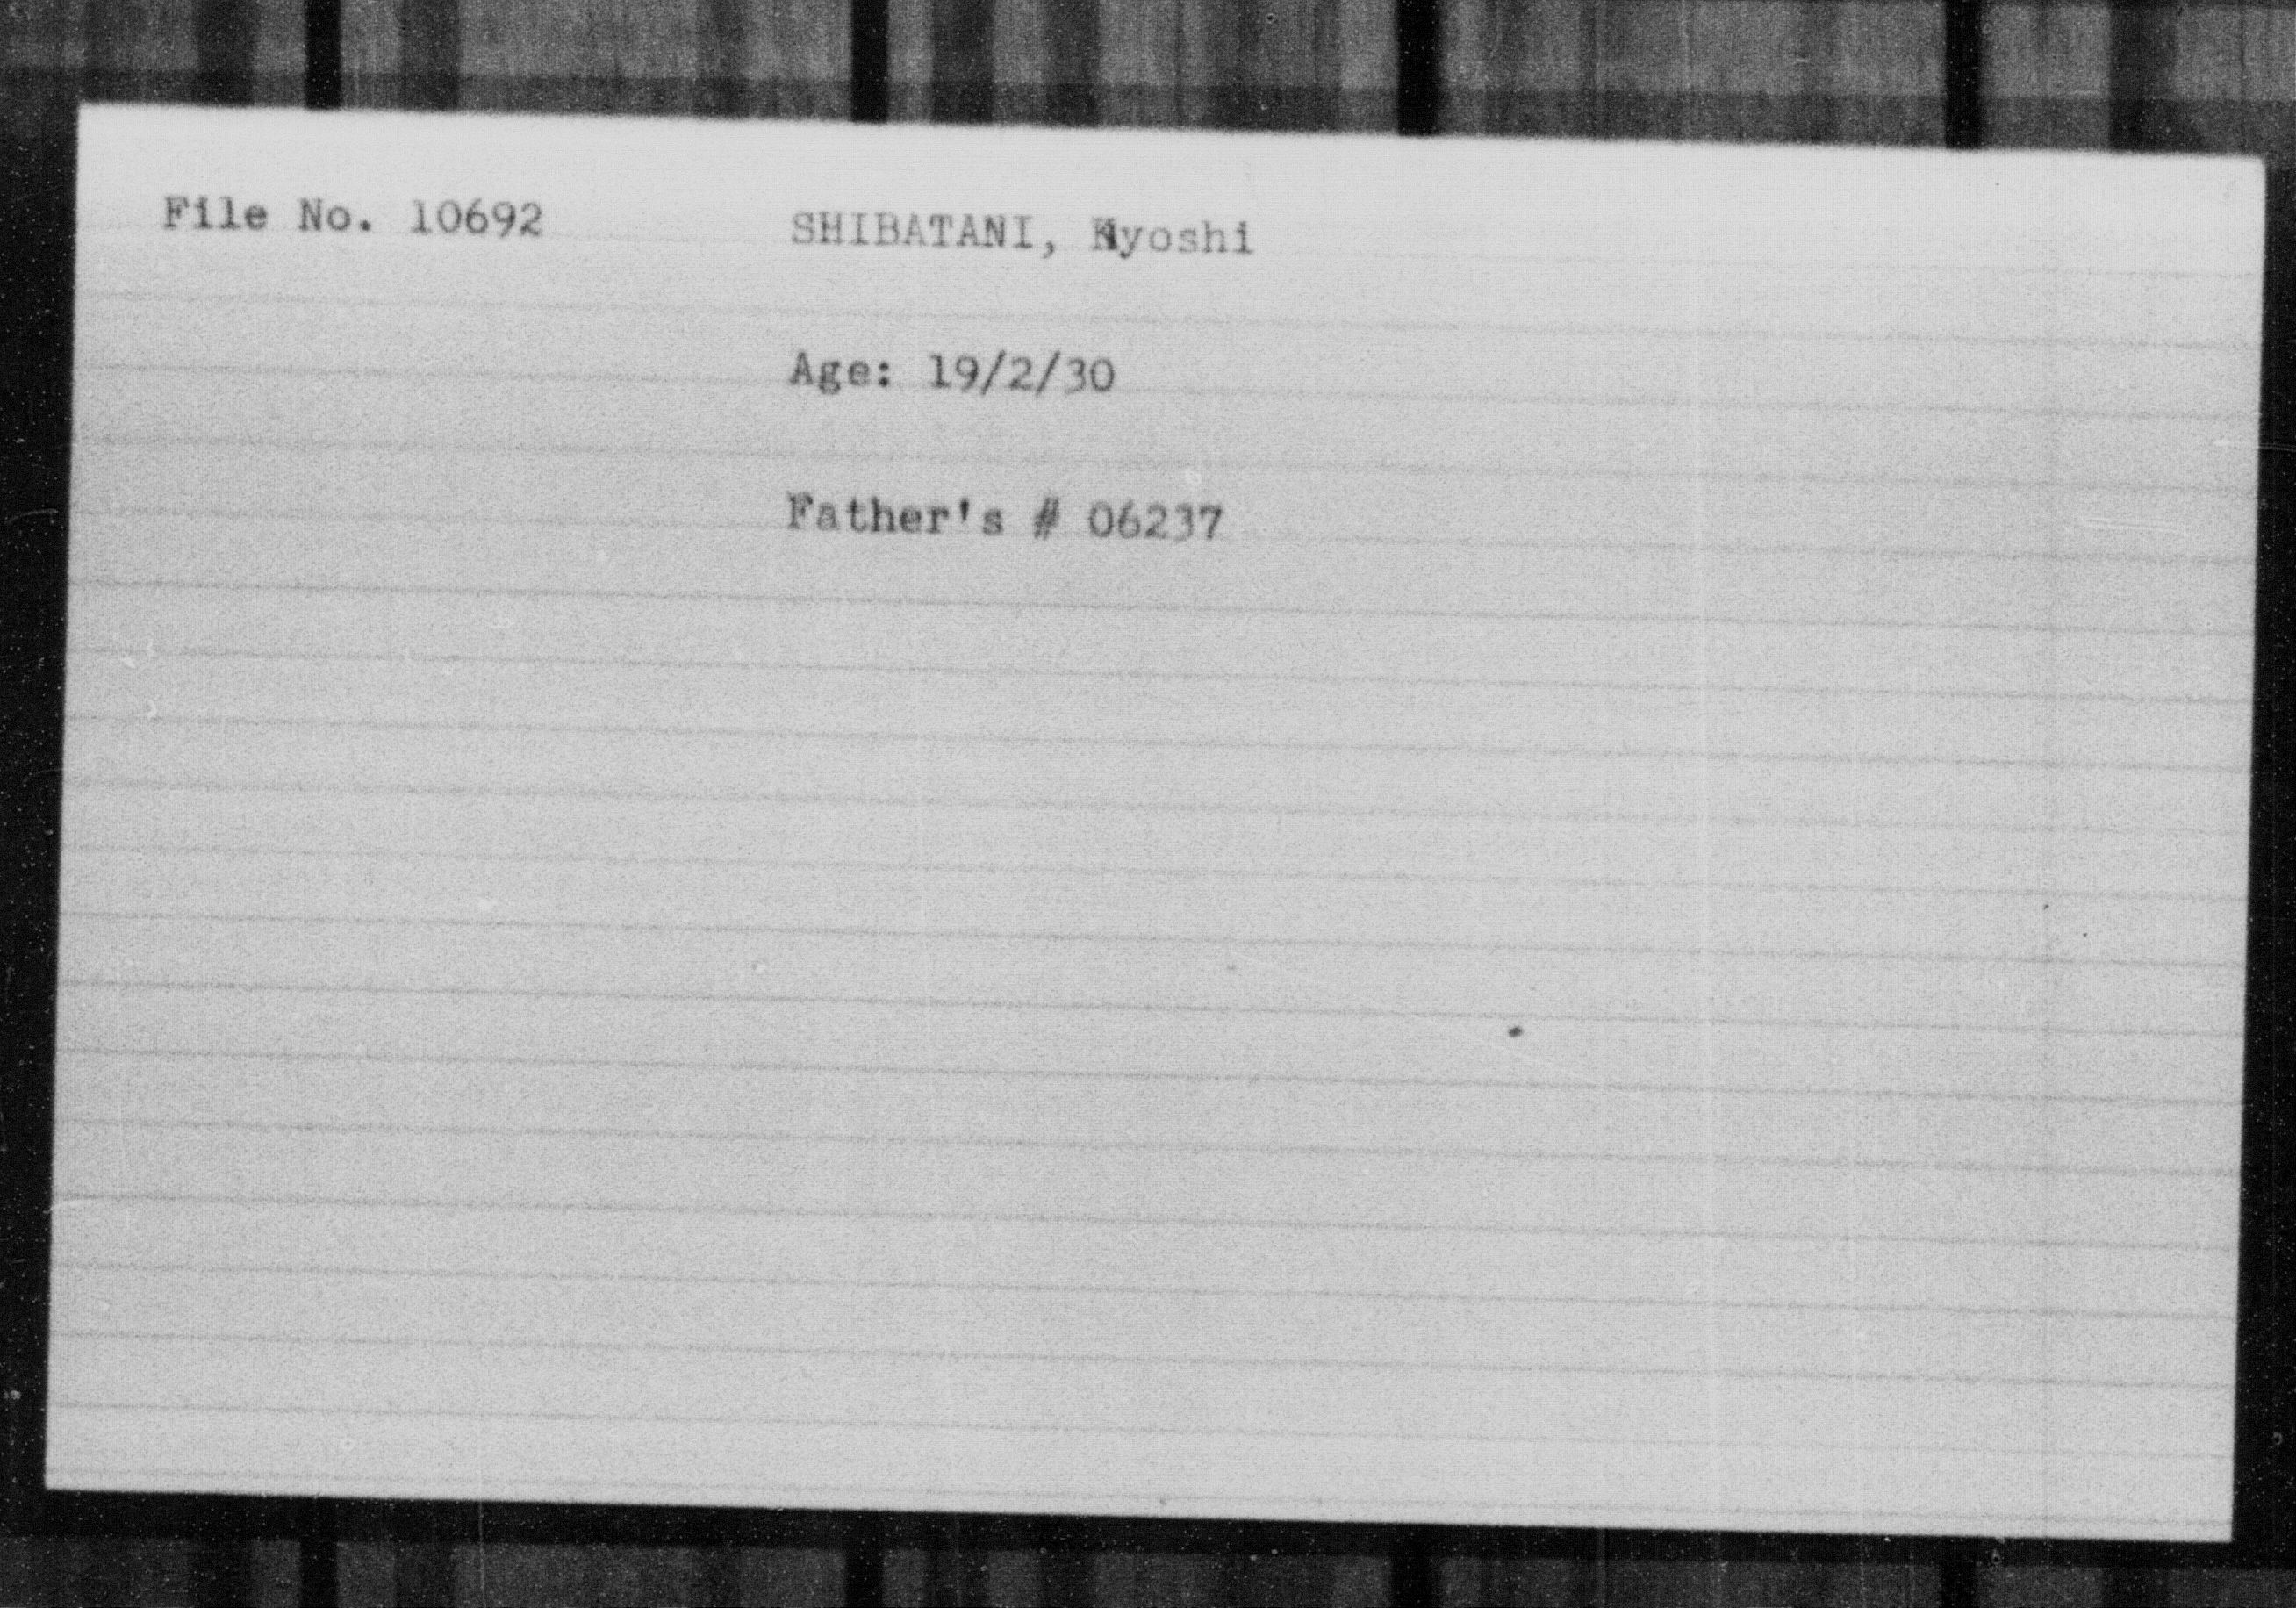 File No. 10692 SHIBATANI, Kyoshi
Age: 19/2/30
Father's # 06237